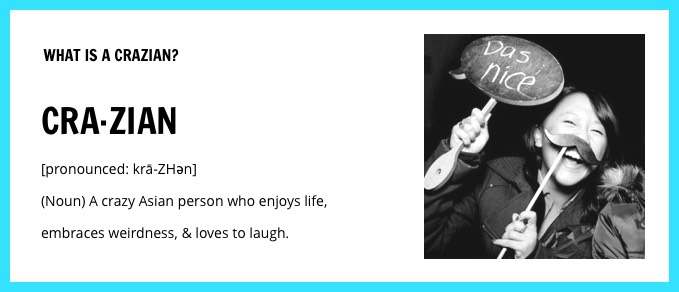 WHAT IS A CRAZIAN?
CRA·ZIAN
[pronounced: krā-ZHən]
(Noun) A crazy Asian person who enjoys life,
embraces weirdness, & loves to laugh.
Das
nice